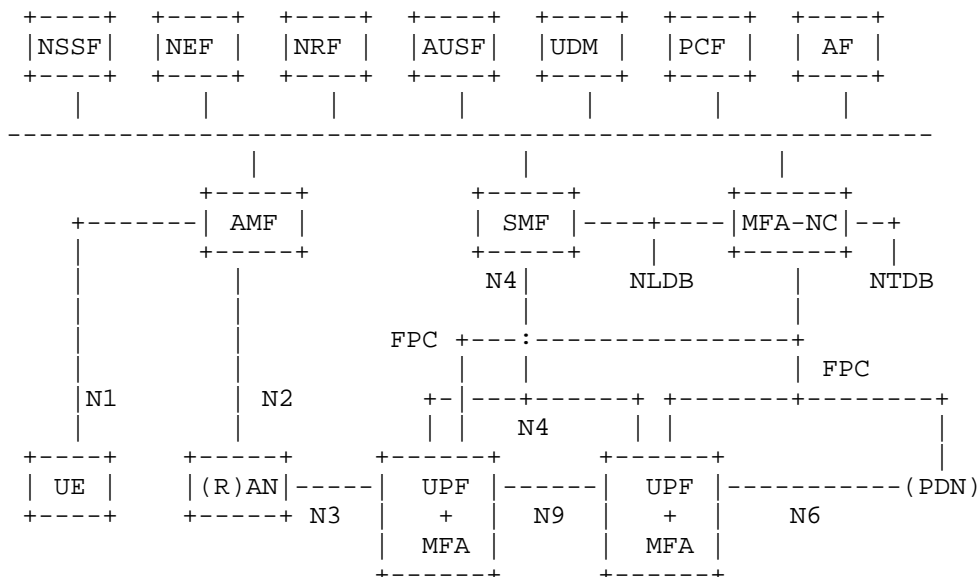 NSSF NEF NRF AUSF UDM PCF AF
AMF SMF MFA-NC
N4 NLDB NTDB
FPC
FPC
N1 N2
N4
UE (R)AN UPF UPF (PDN)
N3 + N9 + N6
MFA MFA